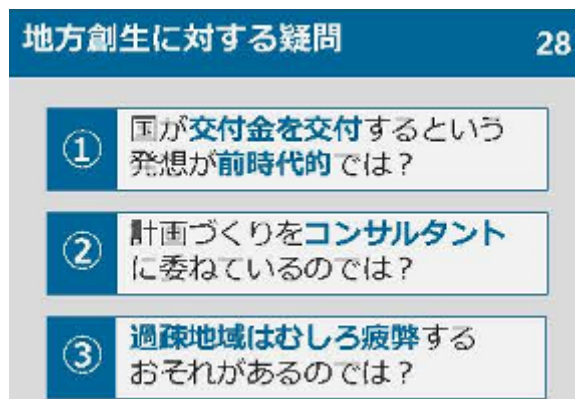 地方創生に対する疑問 28
① 国が交付金を交付するという
発想が前時代的では？
② 計画づくりをコンサルタント
に委ねているのでは？
③ 過疎地域はむしろ疲弊する
おそれがあるのでは？